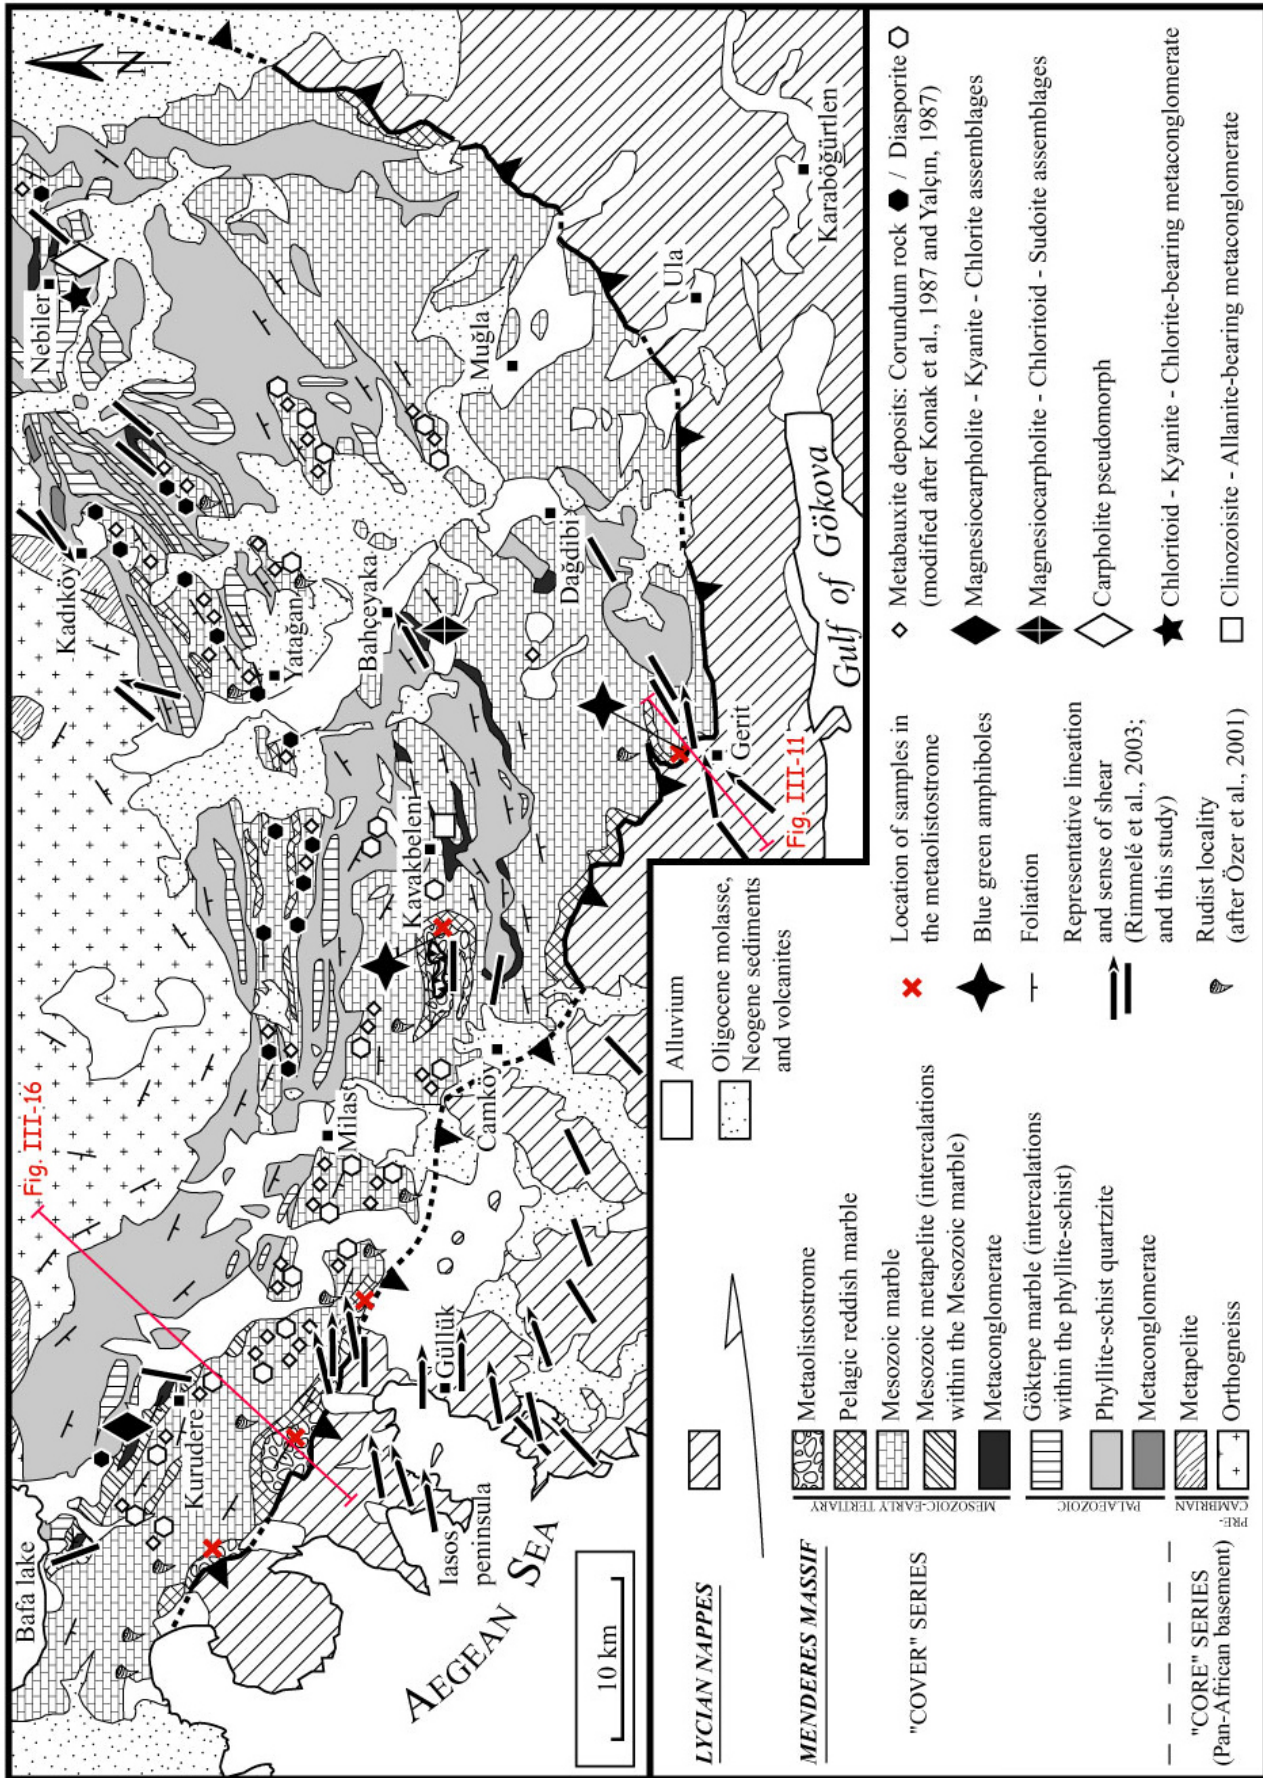 N
Bafa lake
Fig. III-16
Kadıköy
Nebiler
Kurudere
Milas
Yatagan
Bahçeyaka
Kavakbeleni
Muğla
Iasos
peninsula
Güllük
Camköy
Dağdibi
Gerit
Ula
Karaböğürtlen
Fig. III-11
AEGEAN SEA
Gulf of Gökova
10 km
LYCIAN NAPPES
MENDERES MASSIF
"COVER" SERIES
"CORE" SERIES
(Pan-African basement)
MESOZOIC-EARLY TERTIARY
PALAEOZOIC
PRE-
CAMBRIAN
Metaolistostrome
Pelagic reddish marble
Mesozoic marble
Mesozoic metapelite (intercalations
within the Mesozoic marble)
Metaconglomerate
Göktepe marble (intercalations
within the phyllite-schist)
Phyllite-schist quartzite
Metaconglomerate
Metapelite
Orthogneiss
Alluvium
Oligocene molasse,
Neogene sediments
and volcanites
Location of samples in
the metaolistostrome
Blue green amphiboles
Foliation
Representative lineation
and sense of shear
(Rimmelé et al., 2003;
and this study)
Rudist locality
(after Özer et al., 2001)
Metabauxite deposits: Corundum rock / Diasporite
(modified after Konak et al., 1987 and Yalçın, 1987)
Magnesiocarpholite - Kyanite - Chlorite assemblages
Magnesiocarpholite - Chloritoid - Sudoite assemblages
Carpholite pseudomorph
Chloritoid - Kyanite - Chlorite-bearing metaconglomerate
Clinozoisite - Allanite-bearing metaconglomerate